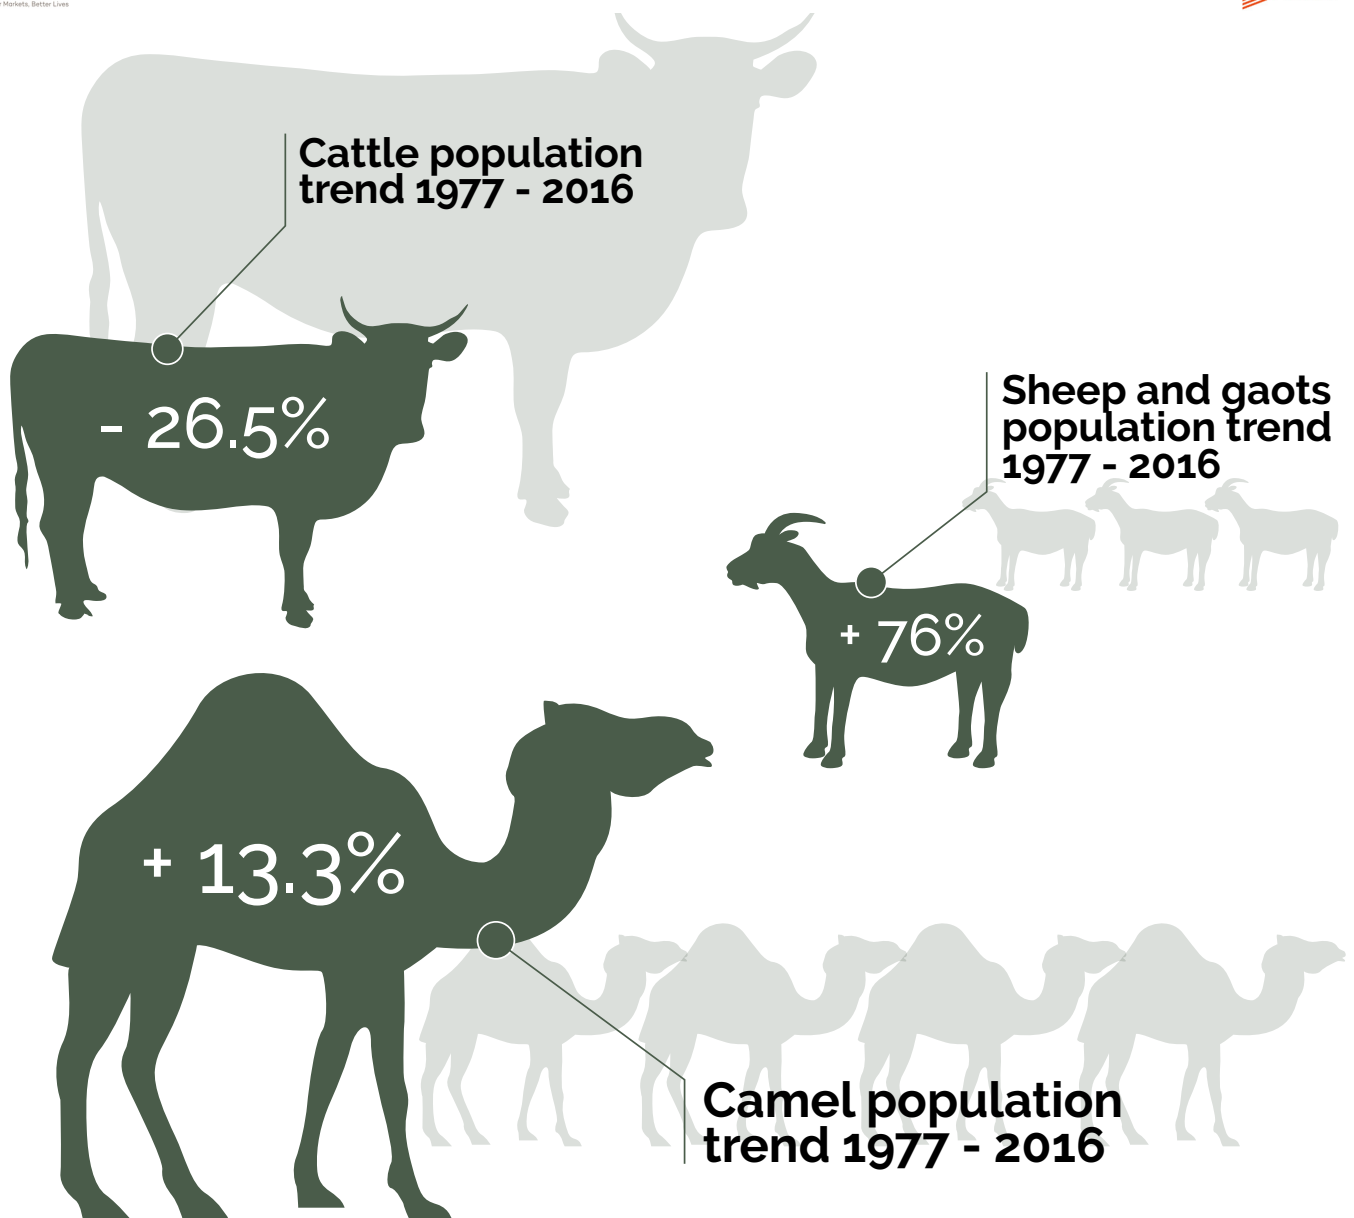 Markets, Better Lives
Cattle population
trend 1977 - 2016
- 26.5%
Sheep and gaots
population trend
1977 - 2016
+ 76%
+ 13.3%
Camel population
trend 1977 - 2016